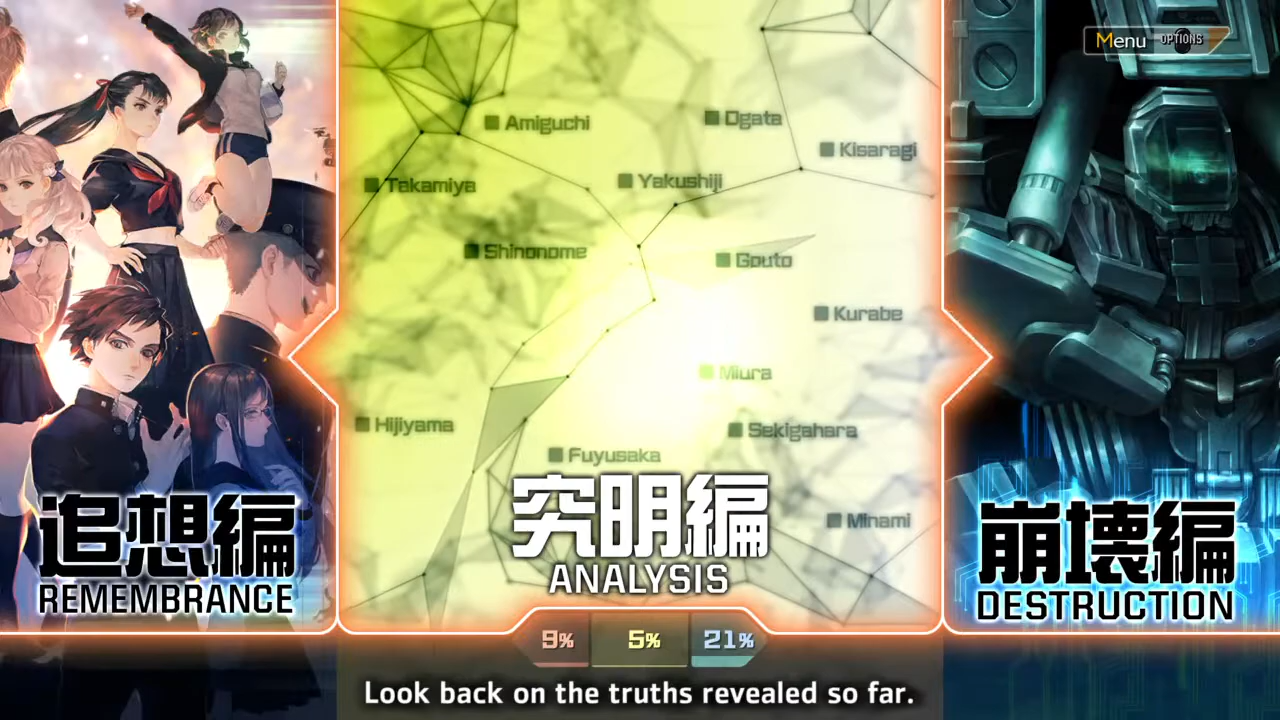 Menu OPTIONS
Amiguchi
Ogata
Kisaragi
Takamiya
Yakushiji
Shinonome
Gouto
Kurabe
Miura
Hijiyama
Sekigahara
Fuyusaka
Minami
追想編
REMEMBRANCE
究明編
ANALYSIS
崩壊編
DESTRUCTION
9%
5%
21%
Look back on the truths revealed so far.